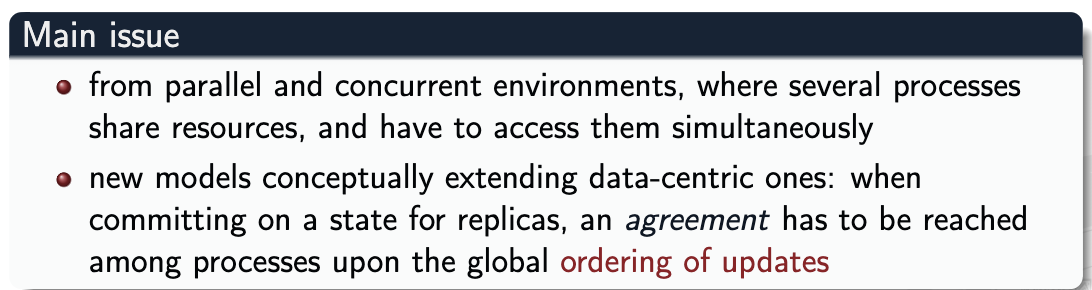 Main issue
from parallel and concurrent environments, where several processes
share resources, and have to access them simultaneously
new models conceptually extending data-centric ones: when
committing on a state for replicas, an agreement has to be reached
among processes upon the global ordering of updates